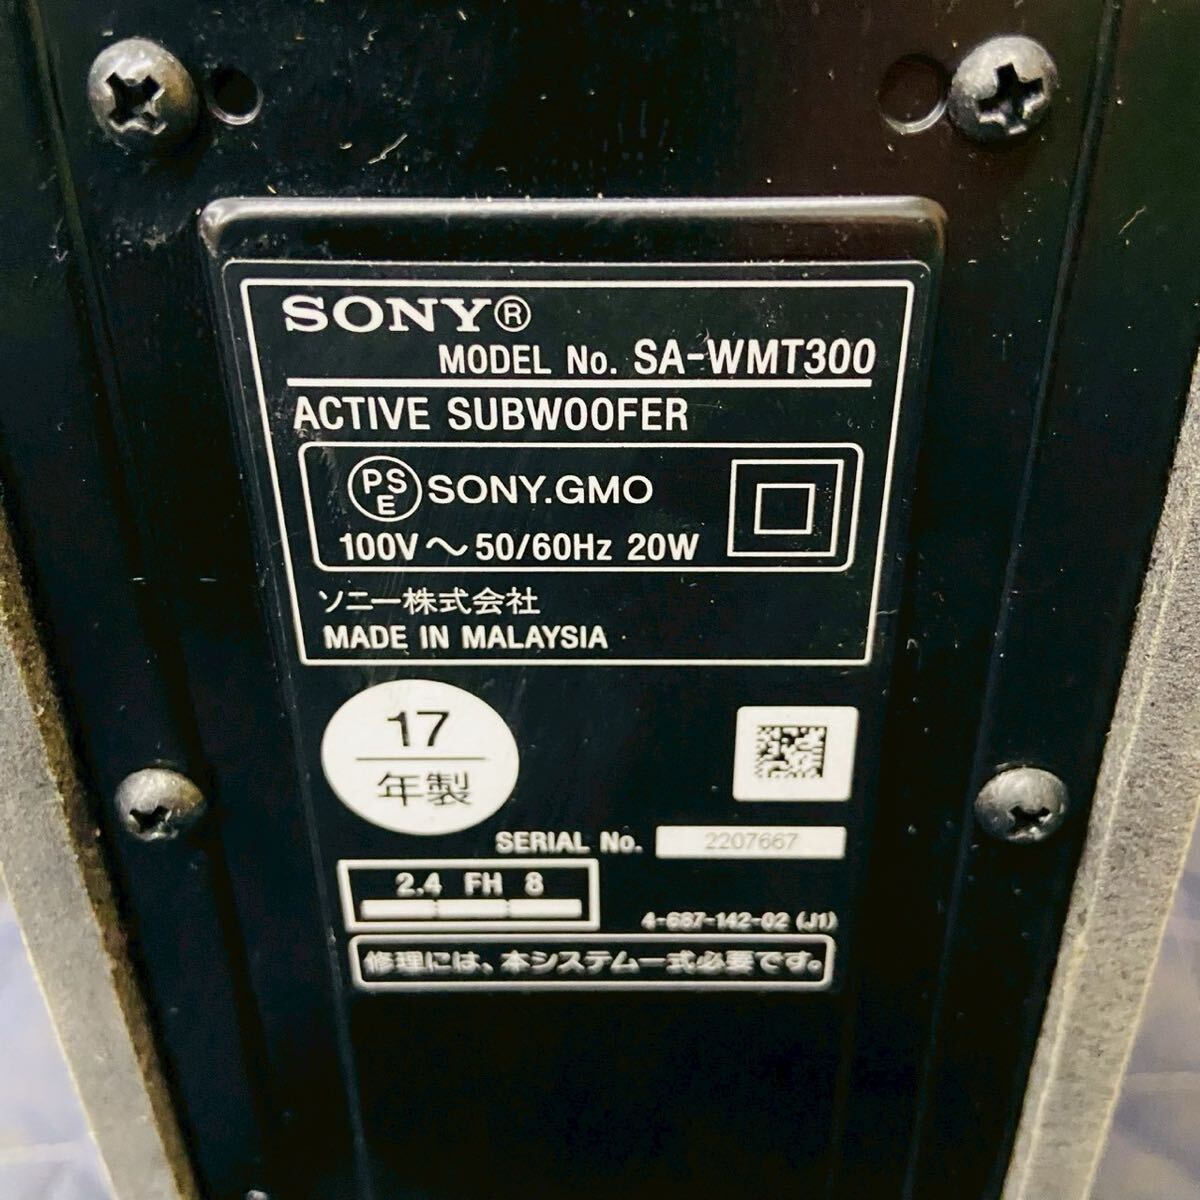 SONY®
MODEL No. SA-WMT300
ACTIVE SUBWOOFER
PSE SONY.GMO
100V～50/60Hz 20W
ソニー株式会社
MADE IN MALAYSIA
17
年製
SERIAL No. 2207667
2.4 FH 8
4-687-142-02 (J1)
修理には、本システム一式必要です。